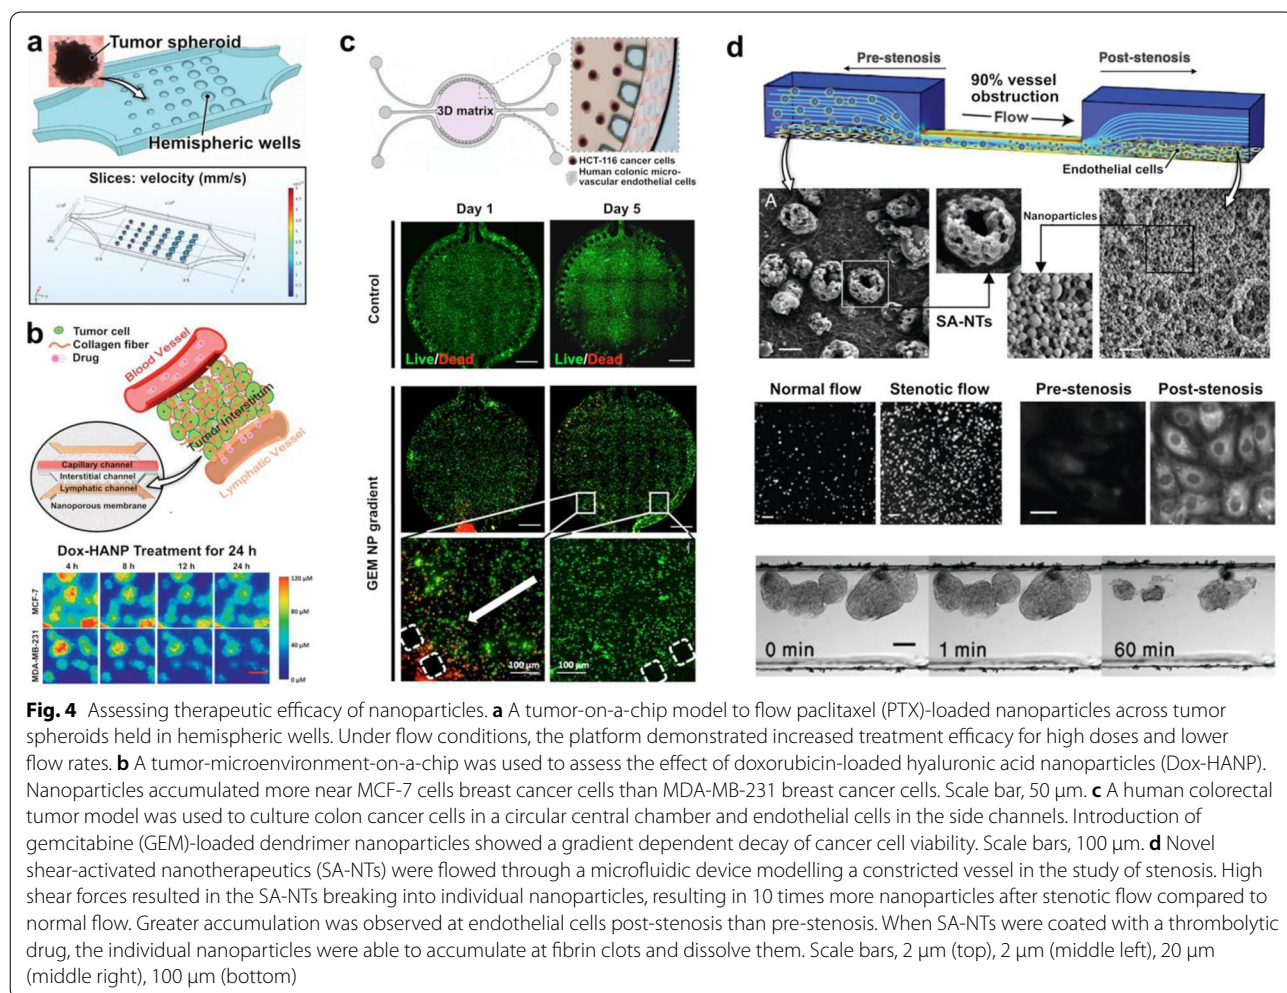 a
Tumor spheroid
Hemispheric wells
Slices: velocity (mm/s)
b
Tumor cell
Collagen fiber
Drug
Blood Vessel
Tumor Interstitium
Lymphatic Vessel
Capillary channel
Interstitial channel
Lymphatic channel
Nanoporous membrane
Dox-HANP Treatment for 24 h
4 h 8 h 12 h 24 h
MCF-7
MDA-MB-231
120 µM
80 µM
40 µM
0 µM
c
3D matrix
HCT-116 cancer cells
Human colonic micro-
vascular endothelial cells
Day 1 Day 5
Control
Live/Dead Live/Dead
GEM NP gradient
100 µm 100 µm
d
Pre-stenosis
Post-stenosis
90% vessel
obstruction
Flow
Endothelial cells
A
Nanoparticles
SA-NTs
Normal flow Stenotic flow Pre-stenosis Post-stenosis
0 min 1 min 60 min
Fig. 4 Assessing therapeutic efficacy of nanoparticles. a A tumor-on-a-chip model to flow paclitaxel (PTX)-loaded nanoparticles across tumor
spheroids held in hemispheric wells. Under flow conditions, the platform demonstrated increased treatment efficacy for high doses and lower
flow rates. b A tumor-microenvironment-on-a-chip was used to assess the effect of doxorubicin-loaded hyaluronic acid nanoparticles (Dox-HANP).
Nanoparticles accumulated more near MCF-7 cells breast cancer cells than MDA-MB-231 breast cancer cells. Scale bar, 50 µm. c A human colorectal
tumor model was used to culture colon cancer cells in a circular central chamber and endothelial cells in the side channels. Introduction of
gemcitabine (GEM)-loaded dendrimer nanoparticles showed a gradient dependent decay of cancer cell viability. Scale bars, 100 µm. d Novel
shear-activated nanotherapeutics (SA-NTs) were flowed through a microfluidic device modelling a constricted vessel in the study of stenosis. High
shear forces resulted in the SA-NTs breaking into individual nanoparticles, resulting in 10 times more nanoparticles after stenotic flow compared to
normal flow. Greater accumulation was observed at endothelial cells post-stenosis than pre-stenosis. When SA-NTs were coated with a thrombolytic
drug, the individual nanoparticles were able to accumulate at fibrin clots and dissolve them. Scale bars, 2 µm (top), 2 µm (middle left), 20 µm
(middle right), 100 µm (bottom)